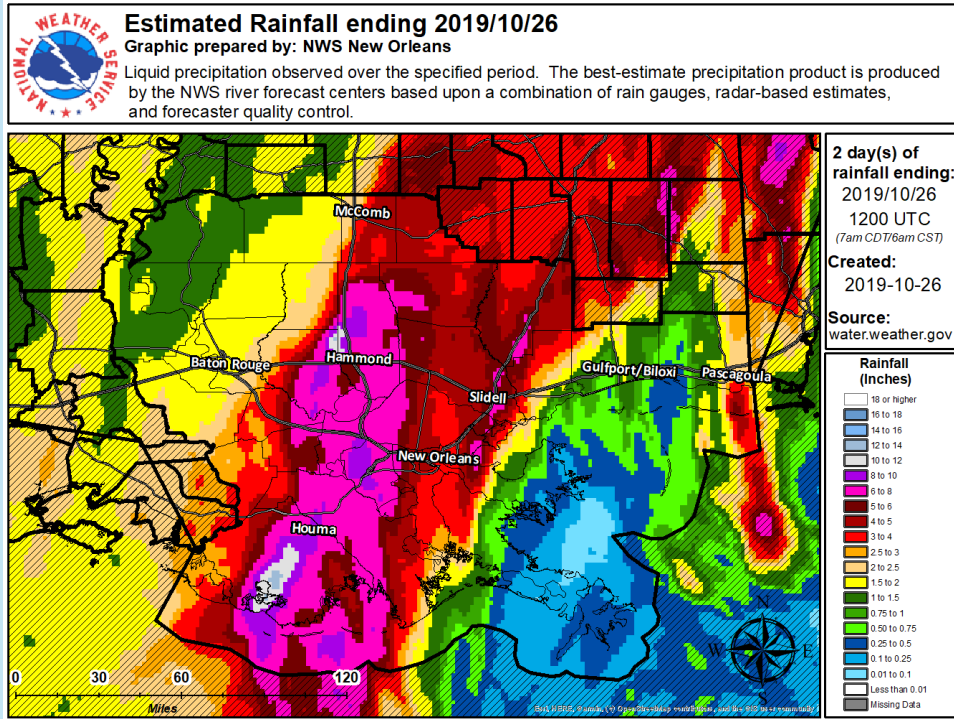 NATIONAL WEATHER SERVICE
Estimated Rainfall ending 2019/10/26
Graphic prepared by: NWS New Orleans
Liquid precipitation observed over the specified period. The best-estimate precipitation product is produced
by the NWS river forecast centers based upon a combination of rain gauges, radar-based estimates,
and forecaster quality control.
McComb
Baton Rouge
Hammond
Gulfport/Biloxi
Pascagoula
Slidell
New Orleans
Houma
0 30 60 120
Miles
N
W E
S
2 day(s) of
rainfall ending:
2019/10/26
1200 UTC
(7am CDT/6am CST)
Created:
2019-10-26
Source:
water.weather.gov
Rainfall
(Inches)
18 or higher
16 to 18
14 to 16
12 to 14
10 to 12
8 to 10
6 to 8
5 to 6
4 to 5
3 to 4
2.5 to 3
2 to 2.5
1.5 to 2
1 to 1.5
0.75 to 1
0.50 to 0.75
0.25 to 0.5
0.1 to 0.25
0.01 to 0.1
Less than 0.01
Missing Data